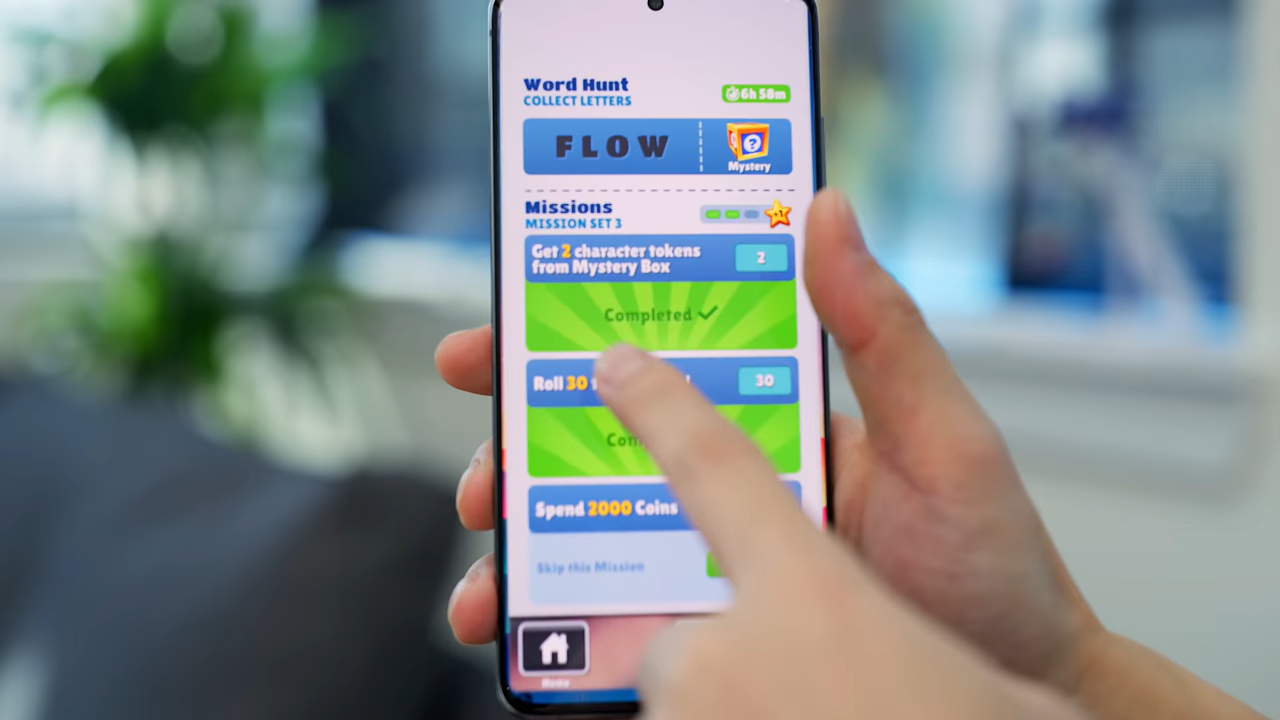 Word Hunt
COLLECT LETTERS
6h 58m
FLOW
Mystery
Missions
MISSION SET 3
+1
Get 2 character tokens
from Mystery Box
2
Completed
Roll 30
30
Spend 2000 Coins
Skip this Mission
Home